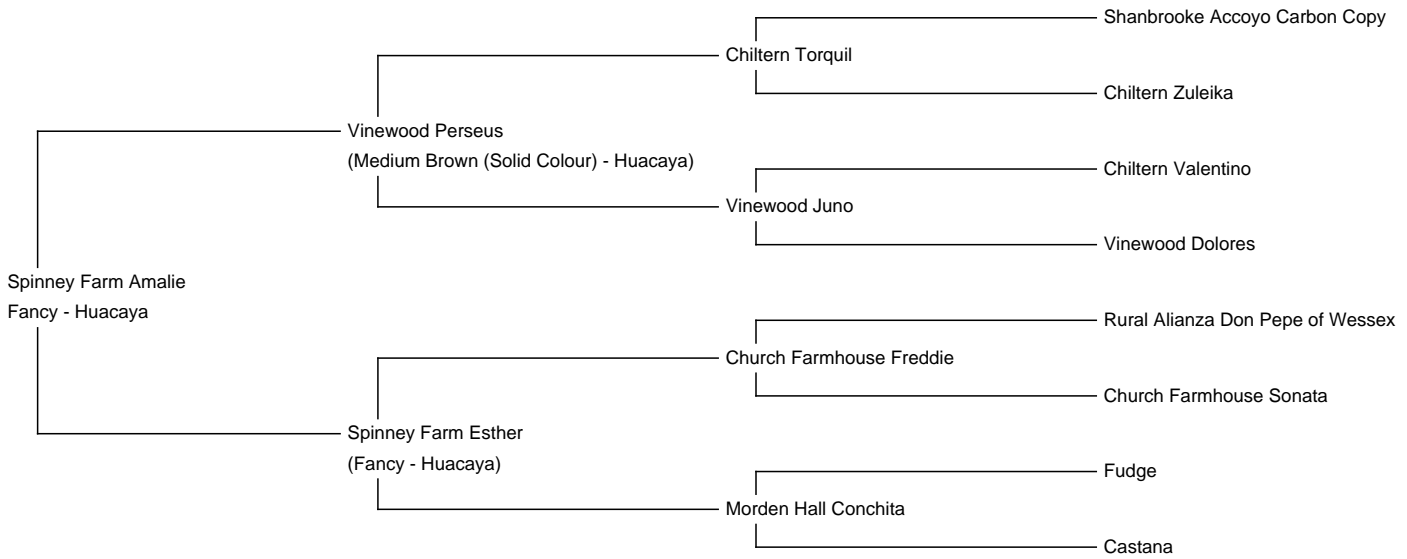 Shanbrooke Accoyo Carbon Copy
Chiltern Torquil
Chiltern Zuleika
Vinewood Perseus
(Medium Brown (Solid Colour) - Huacaya)
Chiltern Valentino
Vinewood Juno
Vinewood Dolores
Spinney Farm Amalie
Fancy - Huacaya
Rural Alianza Don Pepe of Wessex
Church Farmhouse Freddie
Church Farmhouse Sonata
Spinney Farm Esther
(Fancy - Huacaya)
Fudge
Morden Hall Conchita
Castana